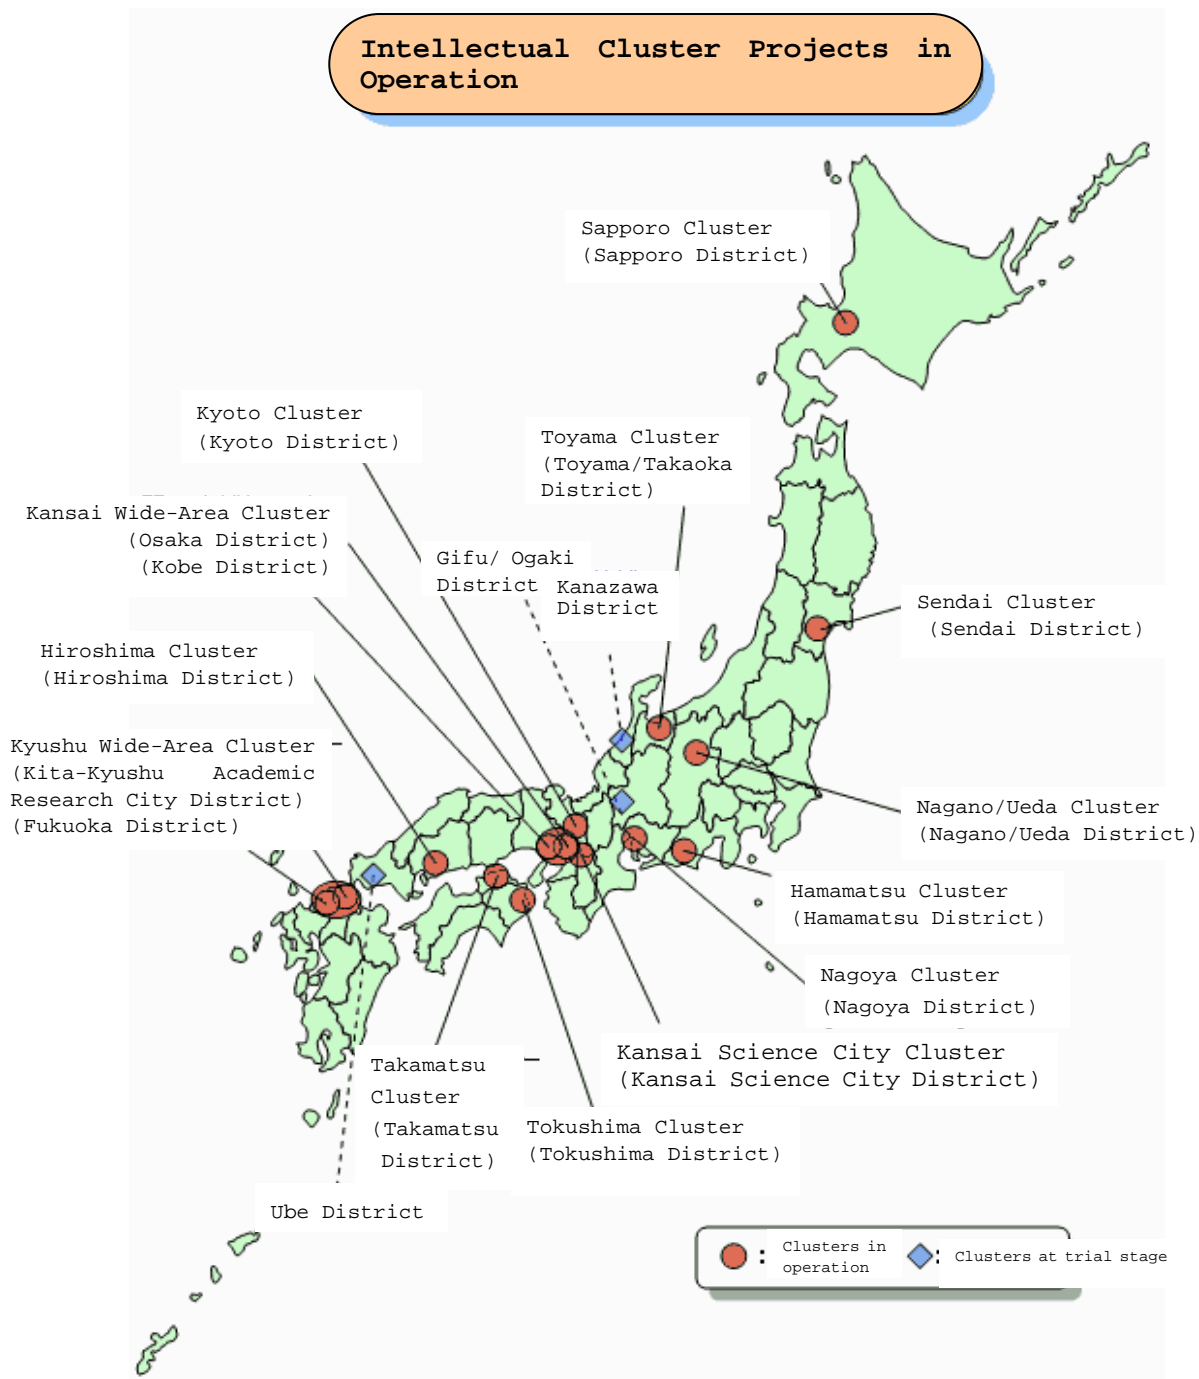 Intellectual Cluster Projects in
Operation
Sapporo Cluster
(Sapporo District)
Kyoto Cluster
(Kyoto District)
Toyama Cluster
(Toyama/Takaoka
District)
Kansai Wide-Area Cluster
(Osaka District)
(Kobe District)
Gifu/ Ogaki
District
Kanazawa
District
Sendai Cluster
(Sendai District)
Hiroshima Cluster
(Hiroshima District)
Kyushu Wide-Area Cluster
(Kita-Kyushu Academic
Research City District)
(Fukuoka District)
Nagano/Ueda Cluster
(Nagano/Ueda District)
Hamamatsu Cluster
(Hamamatsu District)
Nagoya Cluster
(Nagoya District)
Kansai Science City Cluster
(Kansai Science City District)
Takamatsu
Cluster
(Takamatsu
District)
Tokushima Cluster
(Tokushima District)
Ube District
: Clusters in
operation
: Clusters at trial stage